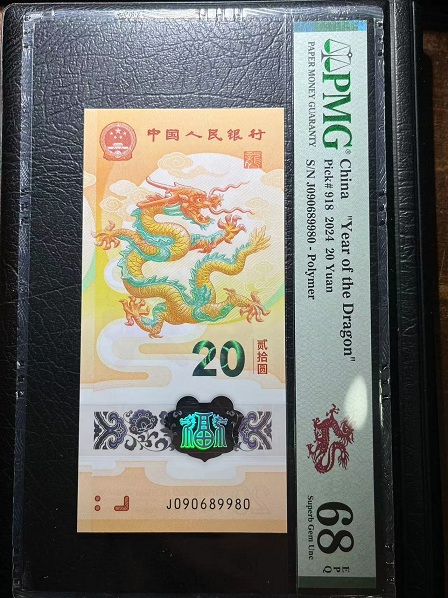 中国人民银行
20
贰拾圆
福
J090689980
PMG
PAPER MONEY GUARANTY
China "Year of the Dragon"
Pick# 918 2024 20 Yuan
S/N J090689980 - Polymer
68 EPQ
Superb Gem Unc